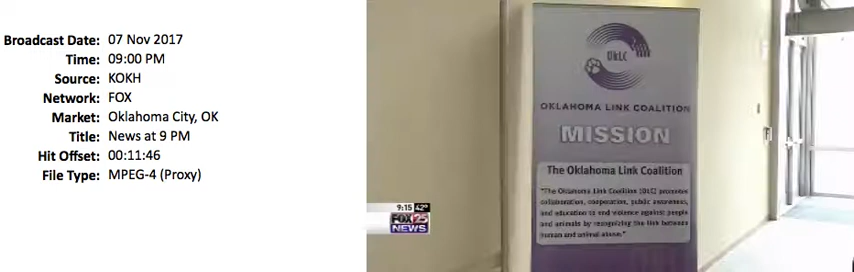 Broadcast Date: 07 Nov 2017
Time: 09:00 PM
Source: KOKH
Network: FOX
Market: Oklahoma City, OK
Title: News at 9 PM
Hit Offset: 00:11:46
File Type: MPEG-4 (Proxy)
OkLC
OKLAHOMA LINK COALITION
MISSION
The Oklahoma Link Coalition
"The Oklahoma Link Coalition (OLC) promotes
collaboration, cooperation, public awareness,
and education to end violence against people
and animals by recognizing the link between
human and animal abuse."
9:15 42°
FOX 25
NEWS